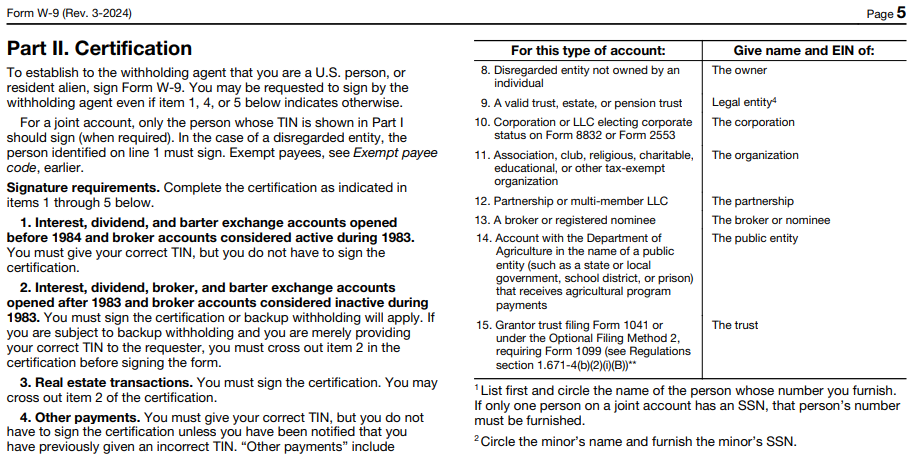 Form W-9 (Rev. 3-2024)
Page 5
Part II. Certification
To establish to the withholding agent that you are a U.S. person, or
resident alien, sign Form W-9. You may be requested to sign by the
withholding agent even if item 1, 4, or 5 below indicates otherwise.
For a joint account, only the person whose TIN is shown in Part I
should sign (when required). In the case of a disregarded entity, the
person identified on line 1 must sign. Exempt payees, see Exempt payee
code, earlier.
Signature requirements. Complete the certification as indicated in
items 1 through 5 below.
1. Interest, dividend, and barter exchange accounts opened
before 1984 and broker accounts considered active during 1983.
You must give your correct TIN, but you do not have to sign the
certification.
2. Interest, dividend, broker, and barter exchange accounts
opened after 1983 and broker accounts considered inactive during
1983. You must sign the certification or backup withholding will apply. If
you are subject to backup withholding and you are merely providing
your correct TIN to the requester, you must cross out item 2 in the
certification before signing the form.
3. Real estate transactions. You must sign the certification. You may
cross out item 2 of the certification.
4. Other payments. You must give your correct TIN, but you do not
have to sign the certification unless you have been notified that you
have previously given an incorrect TIN. “Other payments” include
For this type of account: Give name and EIN of:
8. Disregarded entity not owned by an The owner
individual
9. A valid trust, estate, or pension trust Legal entity⁴
10. Corporation or LLC electing corporate The corporation
status on Form 8832 or Form 2553
11. Association, club, religious, charitable, The organization
educational, or other tax-exempt
organization
12. Partnership or multi-member LLC The partnership
13. A broker or registered nominee The broker or nominee
14. Account with the Department of The public entity
Agriculture in the name of a public
entity (such as a state or local
government, school district, or prison)
that receives agricultural program
payments
15. Grantor trust filing Form 1041 or The trust
under the Optional Filing Method 2,
requiring Form 1099 (see Regulations
section 1.671-4(b)(2)(i)(B))**
¹ List first and circle the name of the person whose number you furnish.
If only one person on a joint account has an SSN, that person’s number
must be furnished.
² Circle the minor’s name and furnish the minor’s SSN.